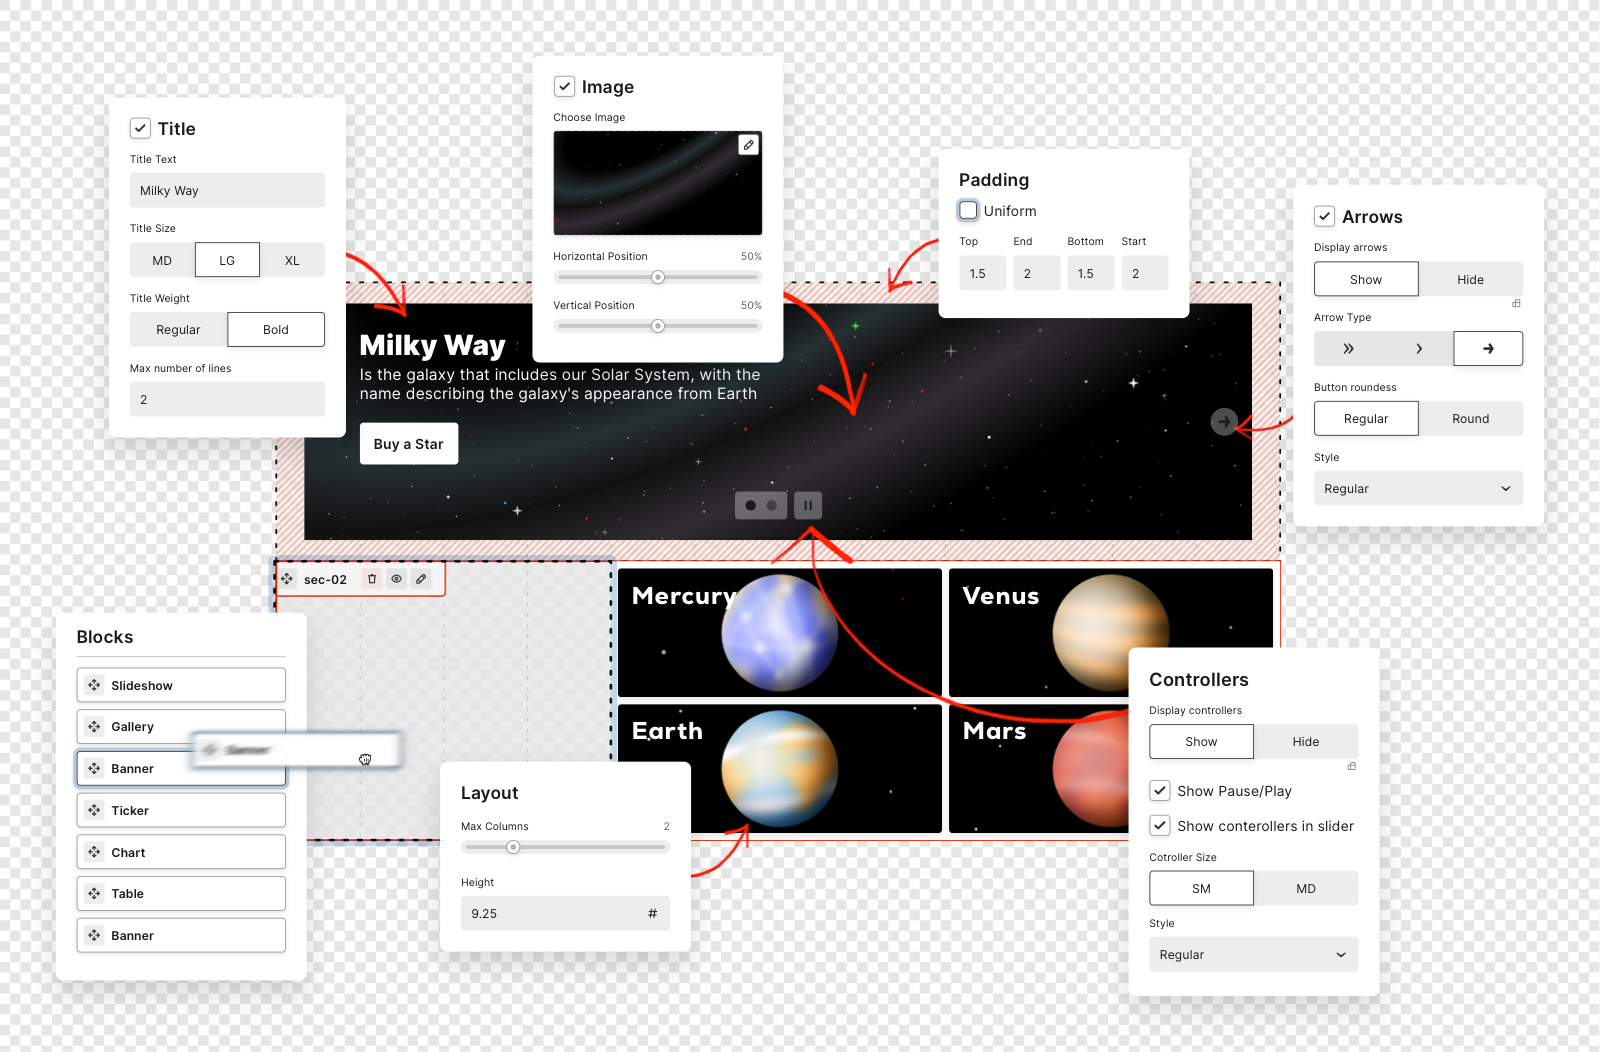 Title
Title Text
Milky Way
Title Size
MD LG XL
Title Weight
Regular Bold
Max number of lines
2
Image
Choose Image
Horizontal Position 50%
Vertical Position 50%
Padding
Uniform
Top End Bottom Start
1.5 2 1.5 2
Arrows
Display arrows
Show Hide
Arrow Type
Button roundess
Regular Round
Style
Regular
Milky Way
Is the galaxy that includes our Solar System, with the
name describing the galaxy's appearance from Earth
Buy a Star
sec-02
Mercury
Venus
Earth
Mars
Blocks
Slideshow
Gallery
Banner
Banner
Ticker
Chart
Table
Banner
Layout
Max Columns 2
Height
9.25 #
Controllers
Display controllers
Show Hide
Show Pause/Play
Show conterollers in slider
Cotroller Size
SM MD
Style
Regular